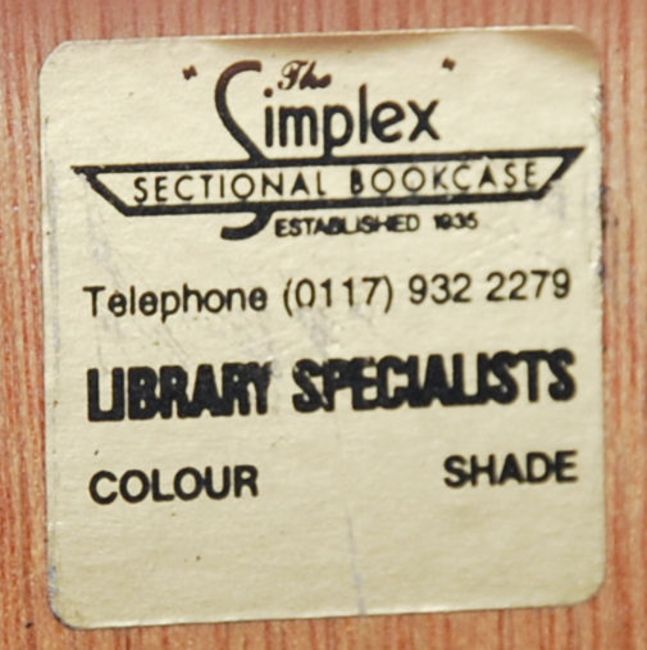 "The
Simplex"
SECTIONAL BOOKCASE
ESTABLISHED 1935
Telephone (0117) 932 2279
LIBRARY SPECIALISTS
COLOUR SHADE